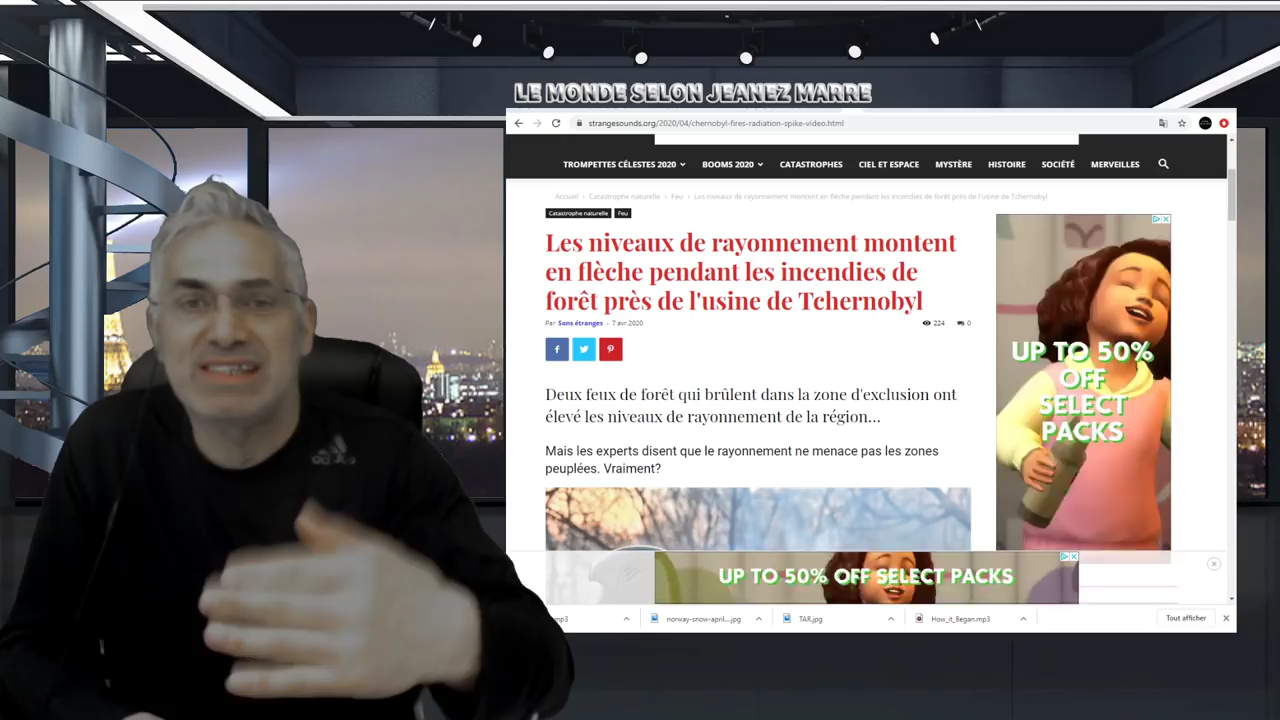 LE MONDE SELON JEANEZ MARRE
strangesounds.org/2020/04/chernobyl-fires-radiation-spike-video.html
TROMPETTES CÉLESTES 2020 BOOMS 2020 CATASTROPHES CIEL ET ESPACE MYSTÈRE HISTOIRE SOCIÉTÉ MERVEILLES
Accueil › Catastrophe naturelle › Feu › Les niveaux de rayonnement montent en flèche pendant les incendies de forêt près de l'usine de Tchernobyl
Catastrophe naturelle Feu
Les niveaux de rayonnement montent
en flèche pendant les incendies de
forêt près de l'usine de Tchernobyl
Par Sons étranges - 7 avr.2020 224 0
Deux feux de forêt qui brûlent dans la zone d'exclusion ont
élevé les niveaux de rayonnement de la région...
Mais les experts disent que le rayonnement ne menace pas les zones
peuplées. Vraiment?
UP TO 50%
OFF
SELECT
PACKS
UP TO 50% OFF SELECT PACKS
mp3 norway-snow-april....jpg TAR.jpg How_it_Began.mp3 Tout afficher
adidas